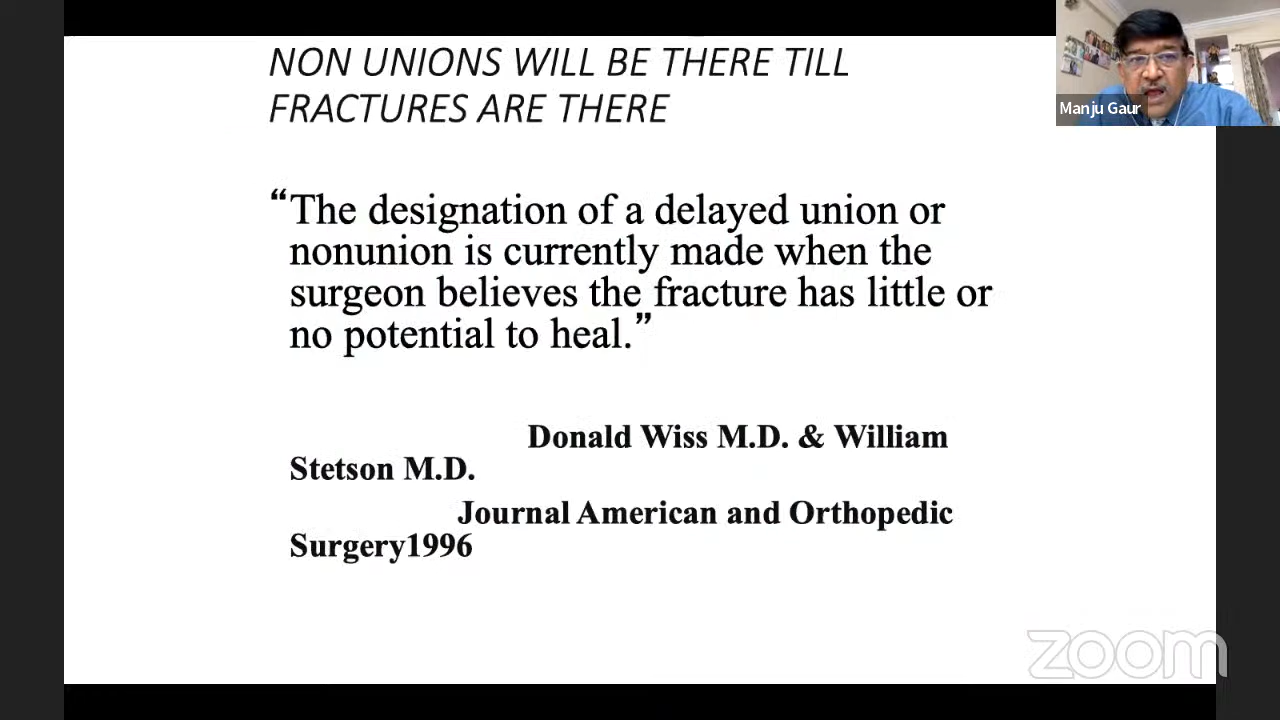 NON UNIONS WILL BE THERE TILL
FRACTURES ARE THERE
“The designation of a delayed union or
nonunion is currently made when the
surgeon believes the fracture has little or
no potential to heal.”
Donald Wiss M.D. & William
Stetson M.D.
Journal American and Orthopedic
Surgery1996
Manju Gaur
zoom